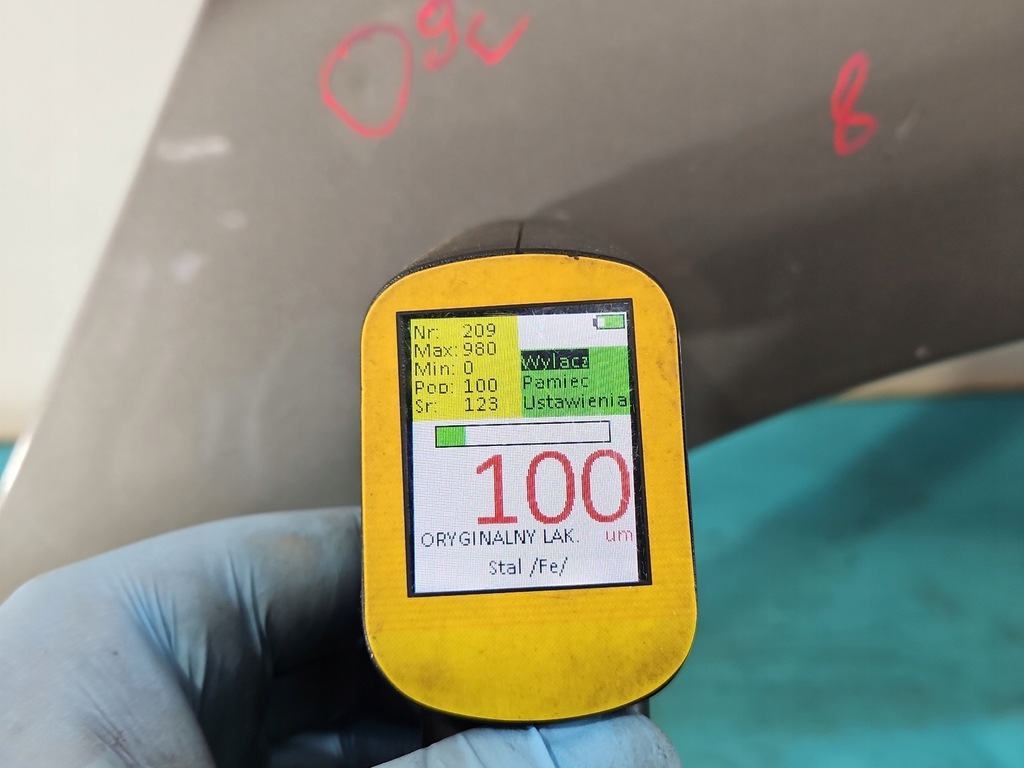 8
Nr: 209
Max: 980
Min: 0
Pop: 100
Sr: 123
Wylacz
Pamiec
Ustawienia
100
ORYGINALNY LAK. um
Stal /Fe/